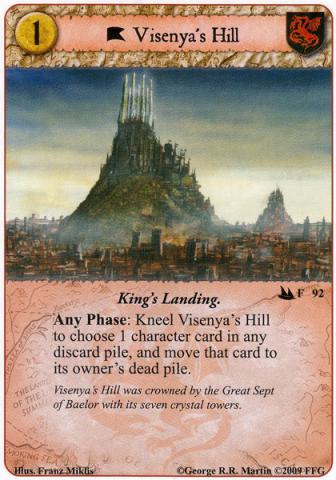 1
Visenya's Hill
King's Landing.
F 92
Any Phase: Kneel Visenya's Hill
to choose 1 character card in any
discard pile, and move that card to
its owner's dead pile.
Visenya's Hill was crowned by the Great Sept
of Baelor with its seven crystal towers.
Illus. Franz Miklis
©George R.R. Martin ©2009 FFG